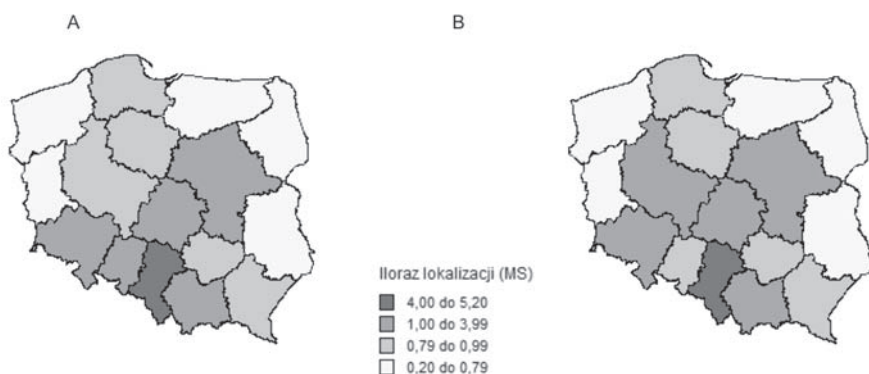 A
B
Iloraz lokalizacji (MS)
4,00 do 5,20
1,00 do 3,99
0,79 do 0,99
0,20 do 0,79